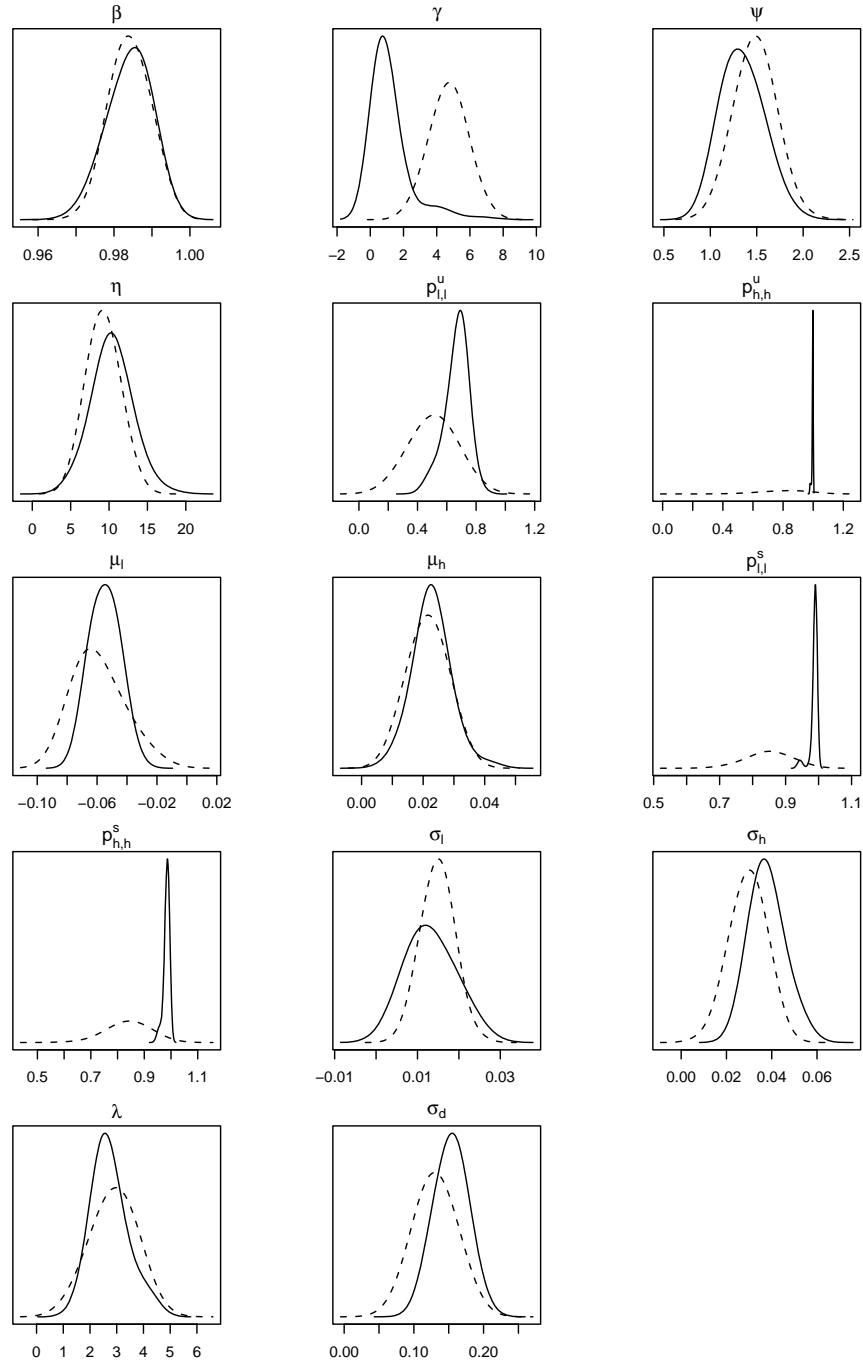 β γ ψ
0.96 0.98 1.00 −2 0 2 4 6 8 10 0.5 1.0 1.5 2.0 2.5
η p^u_{l,l} p^u_{h,h}
0 5 10 15 20 0.0 0.4 0.8 1.2 0.0 0.4 0.8 1.2
μ_l μ_h p^s_{l,l}
−0.10 −0.06 −0.02 0.02 0.00 0.02 0.04 0.5 0.7 0.9 1.1
p^s_{h,h} σ_l σ_h
0.5 0.7 0.9 1.1 −0.01 0.01 0.03 0.00 0.02 0.04 0.06
λ σ_d
0 1 2 3 4 5 6 0.00 0.10 0.20